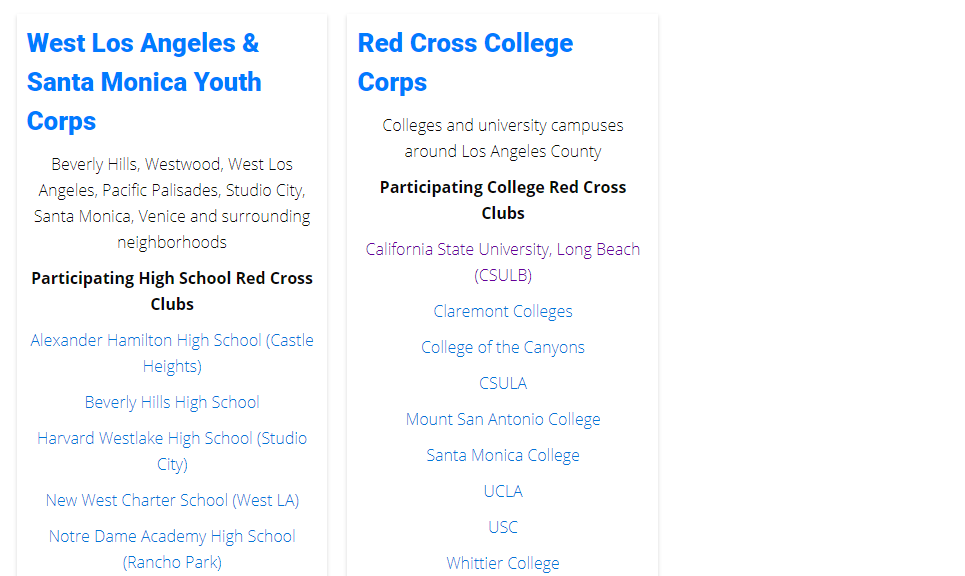 West Los Angeles &
Santa Monica Youth
Corps
Beverly Hills, Westwood, West Los
Angeles, Pacific Palisades, Studio City,
Santa Monica, Venice and surrounding
neighborhoods
Participating High School Red Cross
Clubs
Alexander Hamilton High School (Castle
Heights)
Beverly Hills High School
Harvard Westlake High School (Studio
City)
New West Charter School (West LA)
Notre Dame Academy High School
(Rancho Park)
Red Cross College
Corps
Colleges and university campuses
around Los Angeles County
Participating College Red Cross
Clubs
California State University, Long Beach
(CSULB)
Claremont Colleges
College of the Canyons
CSULA
Mount San Antonio College
Santa Monica College
UCLA
USC
Whittier College